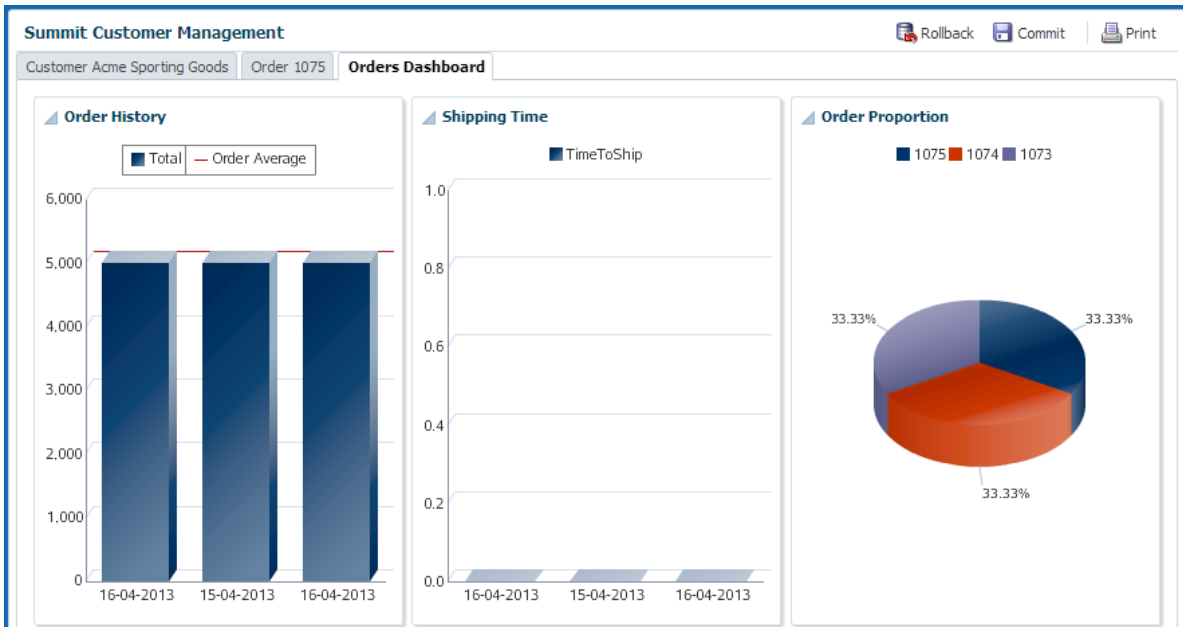 Summit Customer Management
Rollback Commit Print
Customer Acme Sporting Goods Order 1075 Orders Dashboard
Order History
Total Order Average
6,000
5,000
4,000
3,000
2,000
1,000
0
16-04-2013 15-04-2013 16-04-2013
Shipping Time
TimeToShip
1.0
0.8
0.6
0.4
0.2
0.0
16-04-2013 15-04-2013 16-04-2013
Order Proportion
1075 1074 1073
33.33% 33.33%
33.33%